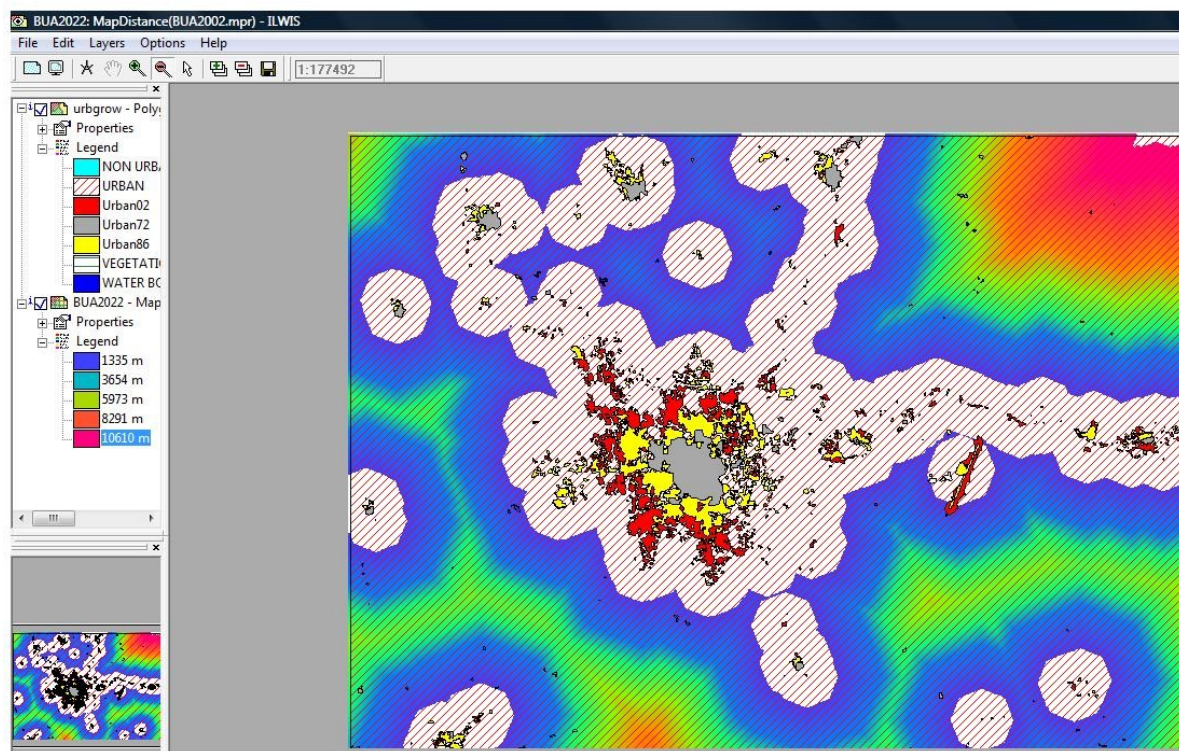 BUA2022: MapDistance(BUA2002.mpr) - ILWIS
File Edit Layers Options Help
1:177492
urbgrow - Poly
Properties
Legend
NON URB
URBAN
Urban02
Urban72
Urban86
VEGETATI
WATER BO
BUA2022 - Map
Properties
Legend
1335 m
3654 m
5973 m
8291 m
10610 m